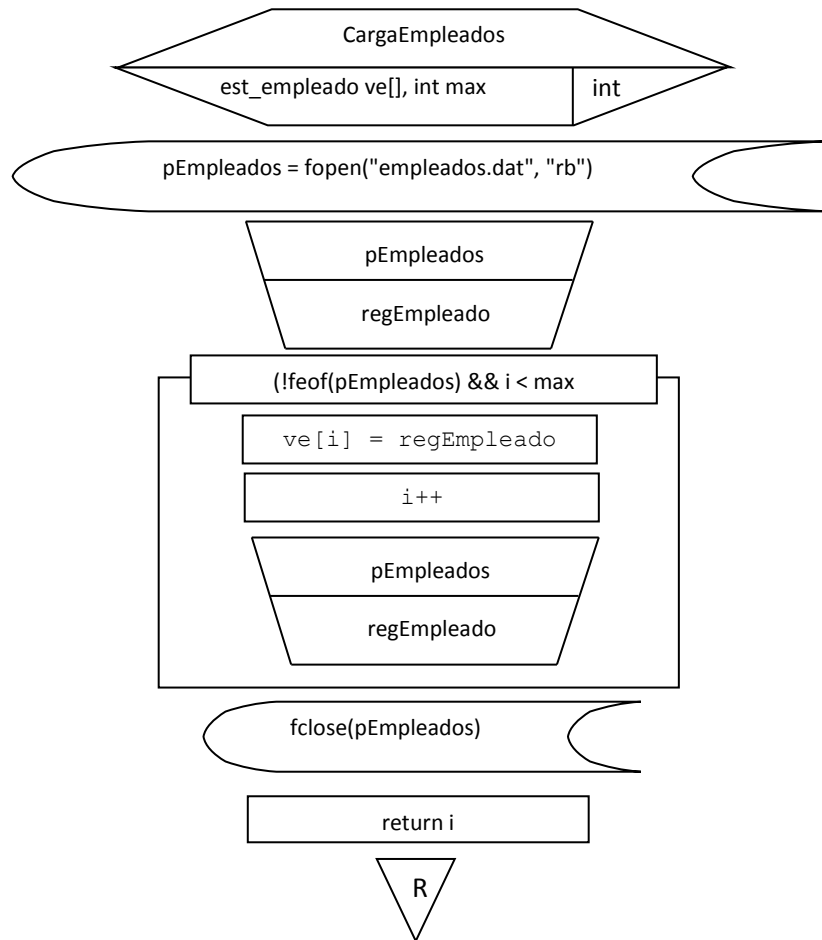 CargaEmpleados
est_empleado ve[], int max
int
pEmpleados = fopen("empleados.dat", "rb")
pEmpleados
regEmpleado
(!feof(pEmpleados) && i < max
ve[i] = regEmpleado
i++
pEmpleados
regEmpleado
fclose(pEmpleados)
return i
R